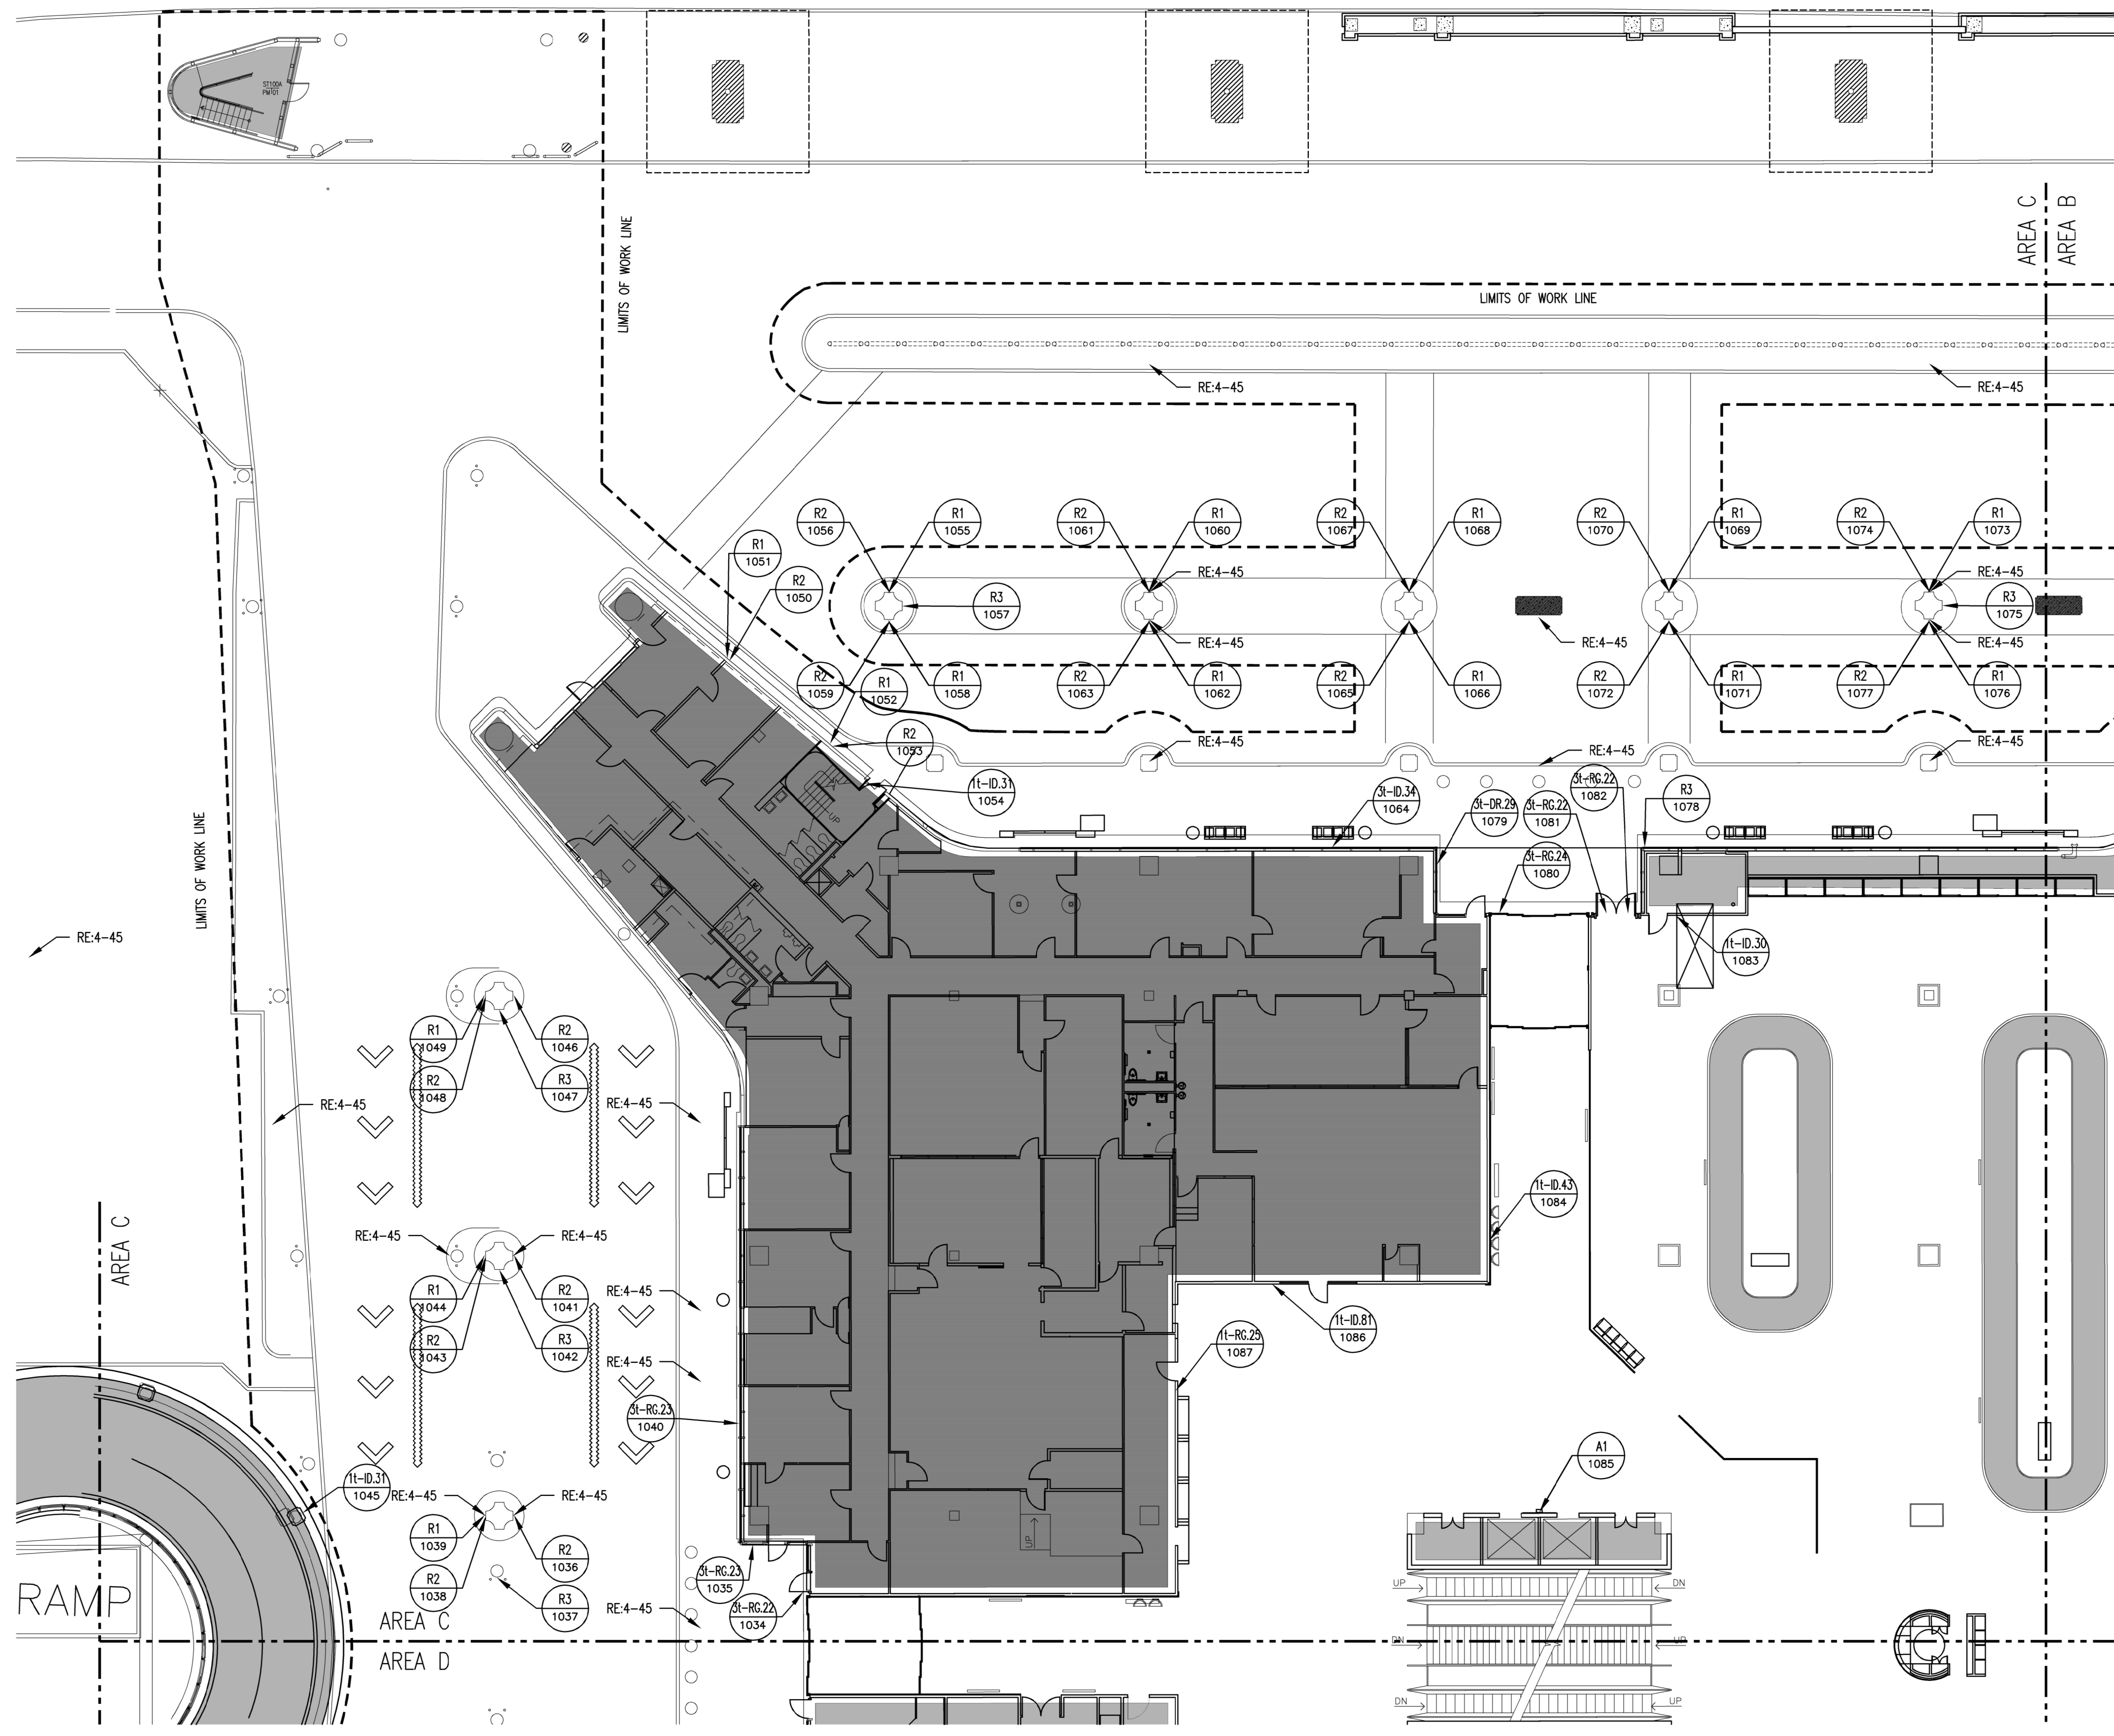 ST100A
PM-01
AREA C
AREA B
LIMITS OF WORK LINE
LIMITS OF WORK LINE
RE:4-45
RE:4-45
R2
1056
R1
1055
R2
1061
R1
1060
R2
1067
R1
1068
R2
1070
R1
1069
R2
1074
R1
1073
R1
1051
R2
1050
RE:4-45
RE:4-45
R3
1057
R3
1075
RE:4-45
RE:4-45
RE:4-45
R2
1059
R1
1052
R1
1058
R2
1063
R1
1062
R2
1065
R1
1066
R2
1072
R1
1071
R2
1077
R1
1076
R2
1053
RE:4-45
RE:4-45
RE:4-45
1t-ID.31
1054
3t-ID.34
1064
3t-DR.29
1079
3t-RG.22
1081
3t-RG.22
1082
R3
1078
UP
3t-RG.24
1080
LIMITS OF WORK LINE
RE:4-45
1t-ID.30
1083
R1
1049
R2
1046
R2
1048
R3
1047
RE:4-45
RE:4-45
1t-ID.43
1084
AREA C
RE:4-45
RE:4-45
R1
1044
R2
1041
RE:4-45
R2
1043
R3
1042
RE:4-45
1t-ID.81
1086
1t-RG.25
1087
3t-RG.23
1040
A1
1085
1t-ID.31
1045
RE:4-45
RE:4-45
R1
1039
R2
1036
UP
R2
1038
R3
1037
3t-RG.23
1035
3t-RG.22
1034
RE:4-45
RAMP
UP
DN
AREA C
DN
UP
AREA D
DN
UP